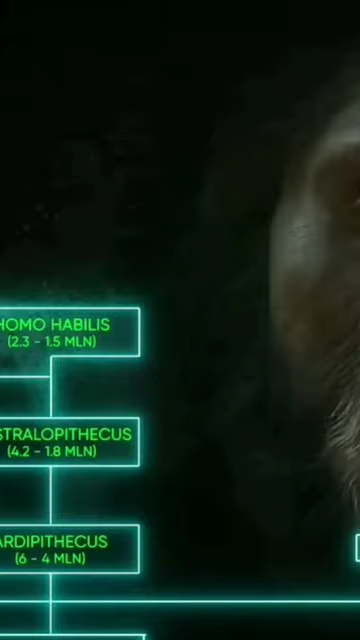 HOMO HABILIS
(2.3 - 1.5 MLN)
STRALOPITHECUS
(4.2 - 1.8 MLN)
ARDIPITHECUS
(6 - 4 MLN)